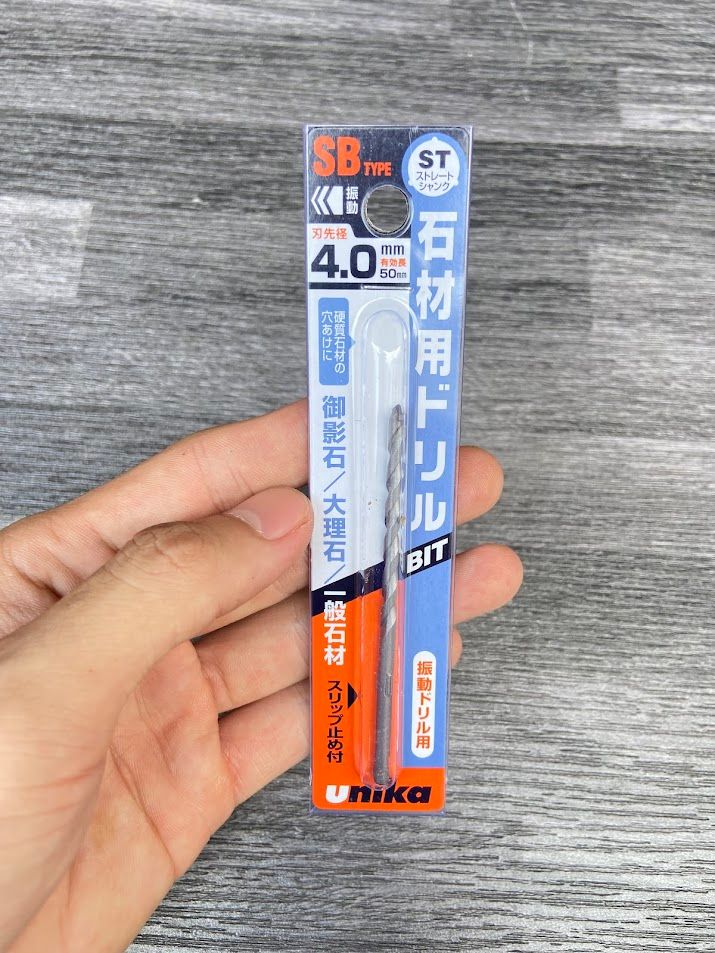 SB TYPE
ST
ストレート
シャンク
振動
刃先径
4.0 mm
有効長
50mm
石材用ドリル
BIT
硬質石材の
穴あけに
御影石/大理石/一般石材
スリップ止め付
振動ドリル用
unika